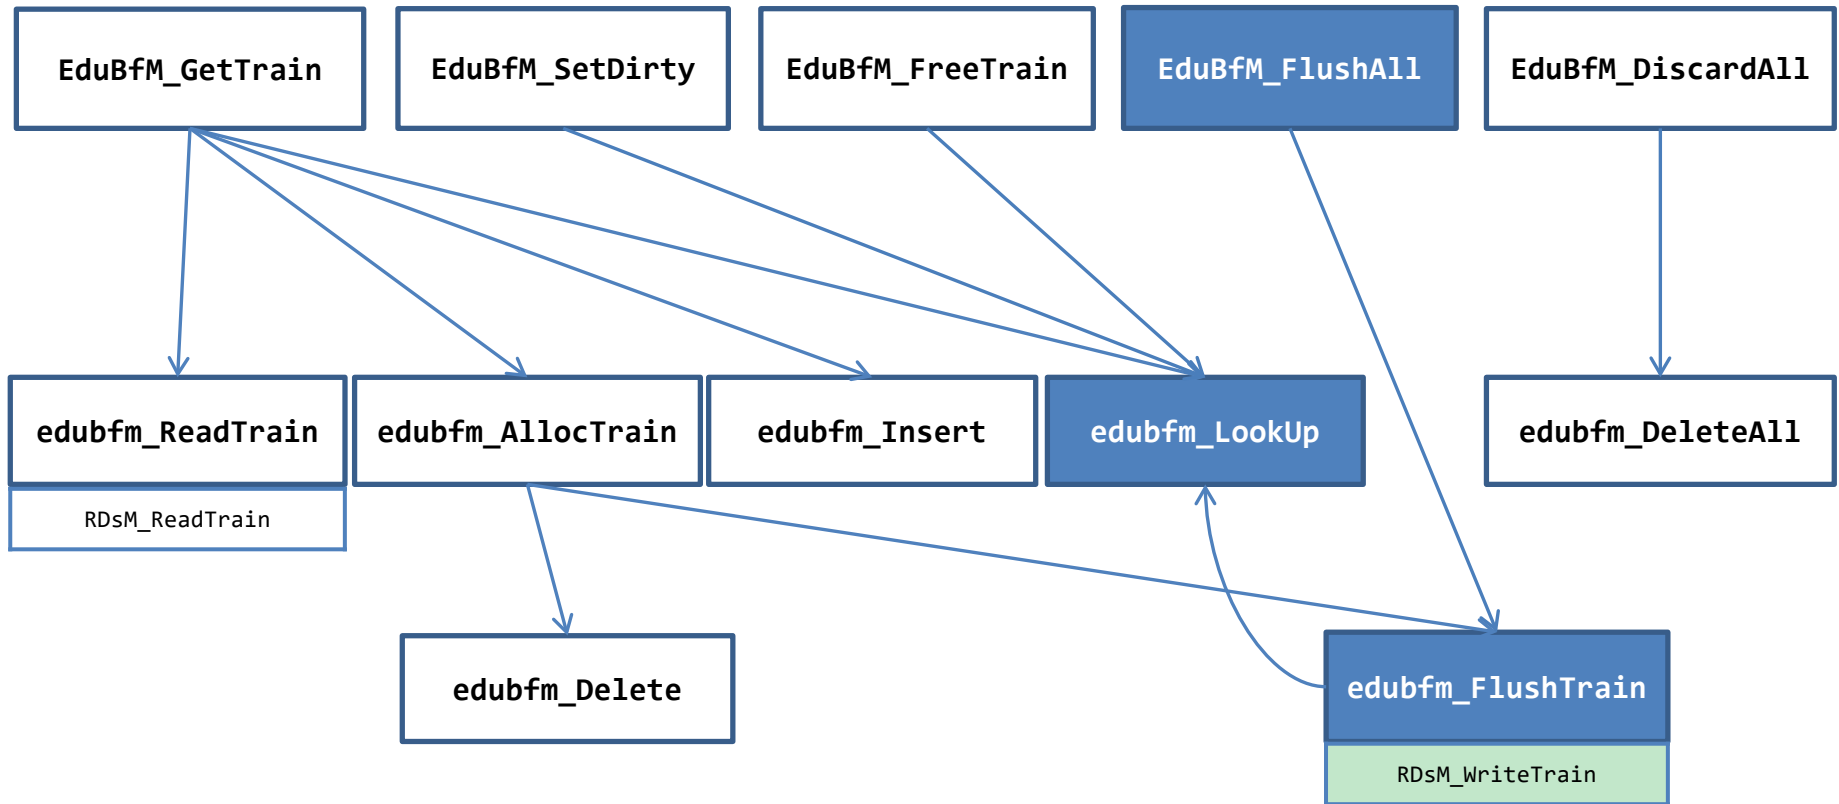 EduBfM_GetTrain
EduBfM_SetDirty
EduBfM_FreeTrain
EduBfM_FlushAll
EduBfM_DiscardAll
edubfm_ReadTrain
edubfm_AllocTrain
edubfm_Insert
edubfm_LookUp
edubfm_DeleteAll
RDsM_ReadTrain
edubfm_Delete
edubfm_FlushTrain
RDsM_WriteTrain